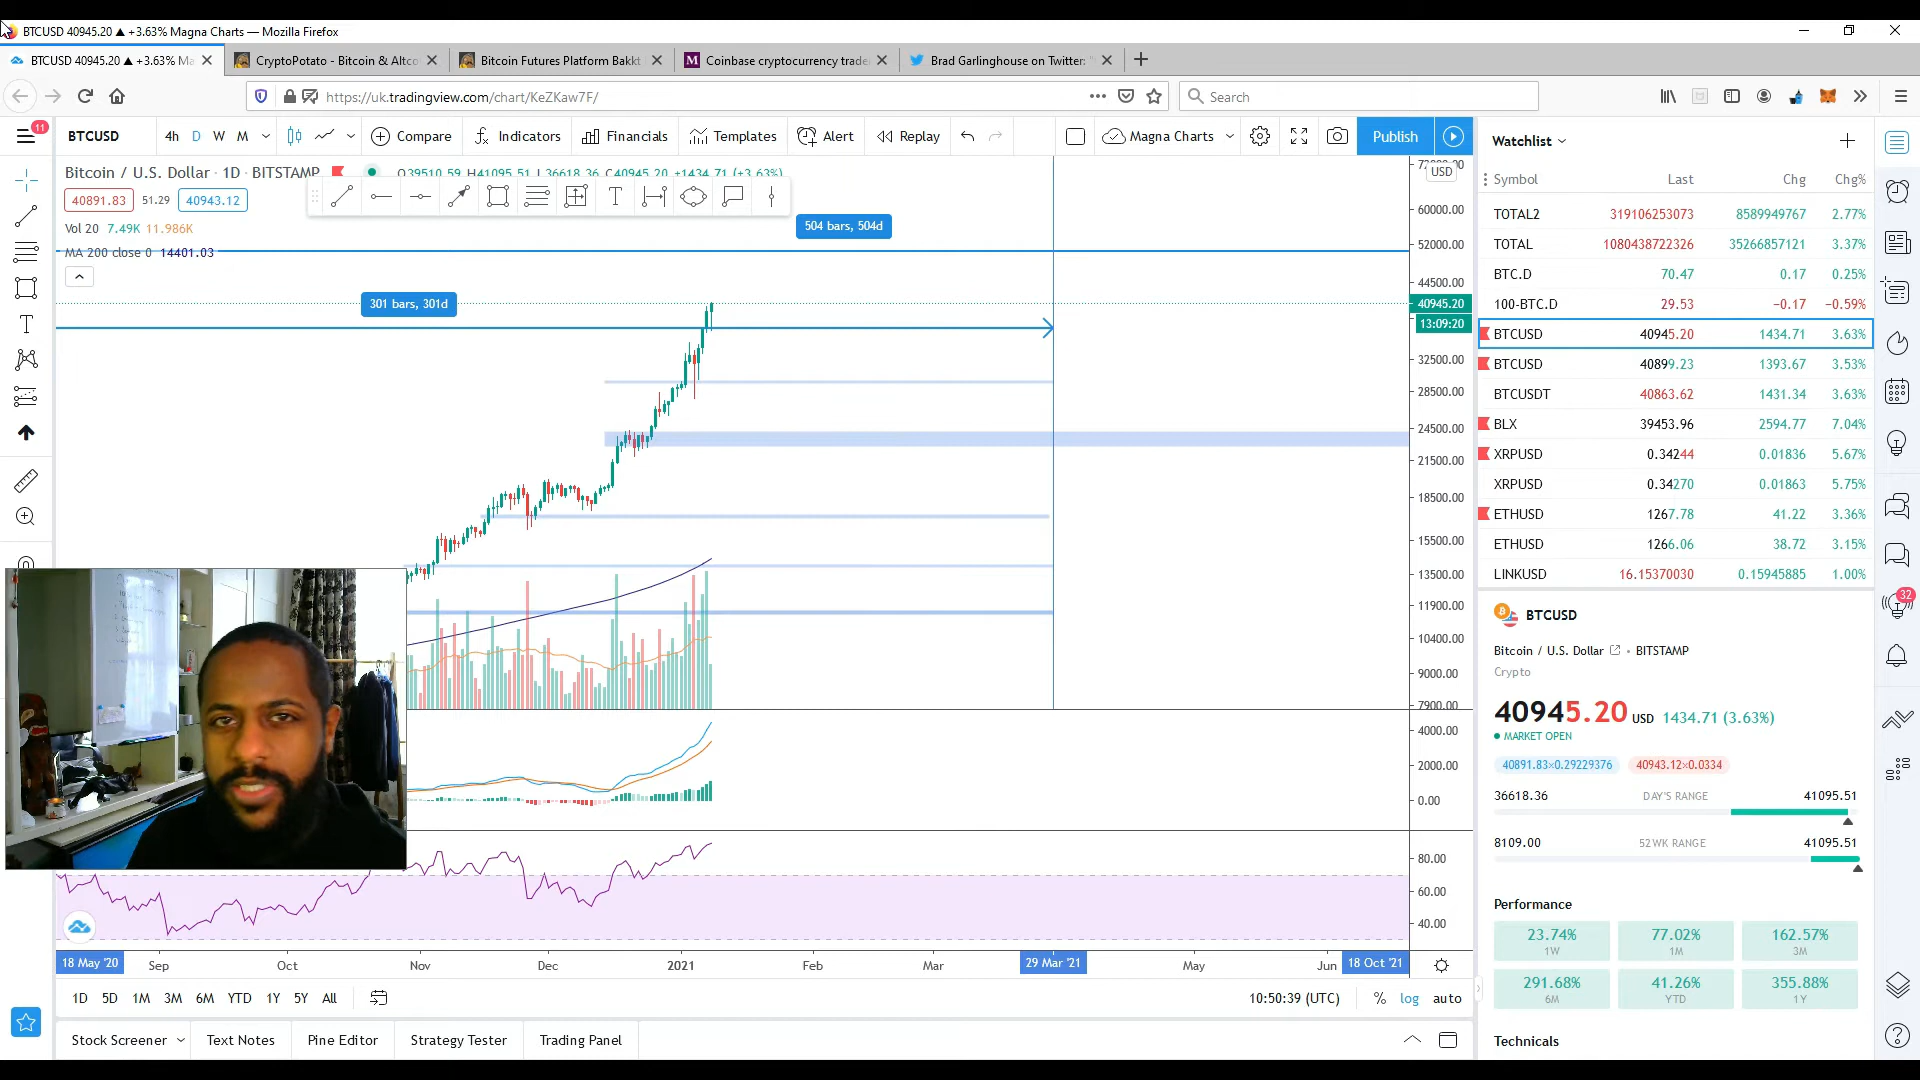 BTCUSD 40945.20 ▲ +3.63% Magna Charts — Mozilla Firefox
BTCUSD 40945.20 ▲ +3.63% Ma
CryptoPotato - Bitcoin & Altco
Bitcoin Futures Platform Bakkt
Coinbase cryptocurrency trade
Brad Garlinghouse on Twitter: "
https://uk.tradingview.com/chart/KeZKaw7F/
Search
11
BTCUSD
4h D W M
Compare
Indicators
Financials
Templates
Alert
Replay
Magna Charts
Publish
Bitcoin / U.S. Dollar · 1D · BITSTAMP
O39510.59 H41095.51 L36618.36 C40945.20 +1434.71 (+3.63%)
40891.83 51.29 40943.12
Vol 20 7.49K 11.986K
MA 200 close 0 14401.03
504 bars, 504d
301 bars, 301d
USD
60000.00
52000.00
44500.00
40945.20
13:09:20
32500.00
28500.00
24500.00
21500.00
18500.00
15500.00
13500.00
11900.00
10400.00
9000.00
7900.00
4000.00
2000.00
0.00
80.00
60.00
40.00
18 May '20 Sep Oct Nov Dec 2021 Feb Mar 29 Mar '21 May Jun 18 Oct '21
1D 5D 1M 3M 6M YTD 1Y 5Y All
10:50:39 (UTC) % log auto
Stock Screener Text Notes Pine Editor Strategy Tester Trading Panel
Watchlist
Symbol Last Chg Chg%
TOTAL2 319106253073 8589949767 2.77%
TOTAL 1080438722326 35266857121 3.37%
BTC.D 70.47 0.17 0.25%
100-BTC.D 29.53 −0.17 −0.59%
BTCUSD 40945.20 1434.71 3.63%
BTCUSD 40899.23 1393.67 3.53%
BTCUSDT 40863.62 1431.34 3.63%
BLX 39453.96 2594.77 7.04%
XRPUSD 0.34244 0.01836 5.67%
XRPUSD 0.34270 0.01863 5.75%
ETHUSD 1267.78 41.22 3.36%
ETHUSD 1266.06 38.72 3.15%
LINKUSD 16.15370030 0.15945885 1.00%
32
BTCUSD
Bitcoin / U.S. Dollar • BITSTAMP
Crypto
40945.20 USD 1434.71 (3.63%)
MARKET OPEN
40891.83×0.29229376 40943.12×0.0334
36618.36 DAY'S RANGE 41095.51
8109.00 52WK RANGE 41095.51
Performance
23.74% 77.02% 162.57%
1W 1M 3M
291.68% 41.26% 355.88%
6M YTD 1Y
Technicals